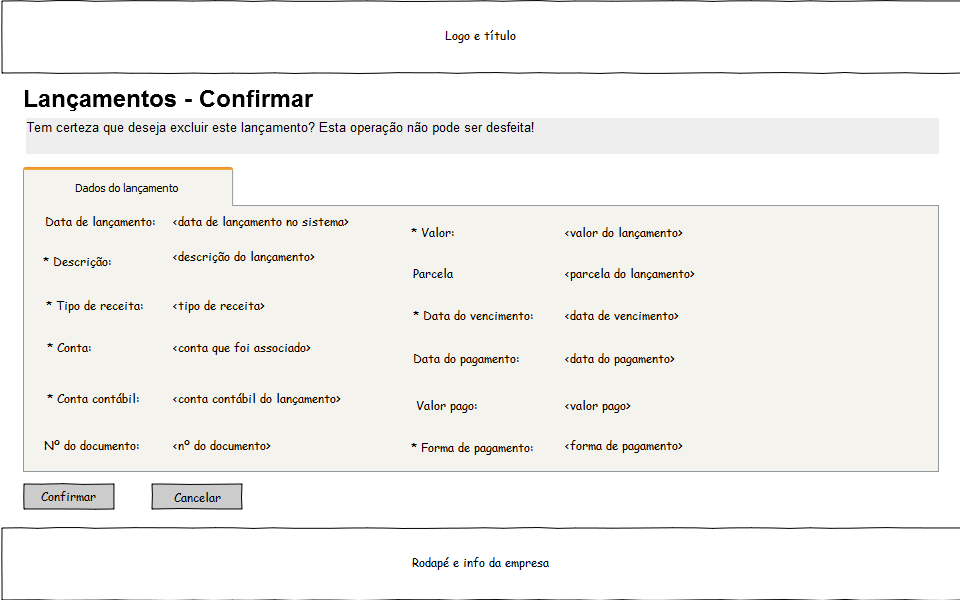 Logo e título
Lançamentos - Confirmar
Tem certeza que deseja excluir este lançamento? Esta operação não pode ser desfeita!
Dados do lançamento
Data de lançamento: <data de lançamento no sistema>
* Descrição: <descrição do lançamento>
* Tipo de receita: <tipo de receita>
* Conta: <conta que foi associado>
* Conta contábil: <conta contábil do lançamento>
Nº do documento: <nº do documento>
* Valor: <valor do lançamento>
Parcela <parcela do lançamento>
* Data do vencimento: <data de vencimento>
Data do pagamento: <data do pagamento>
Valor pago: <valor pago>
* Forma de pagamento: <forma de pagamento>
Confirmar Cancelar
Rodapé e info da empresa